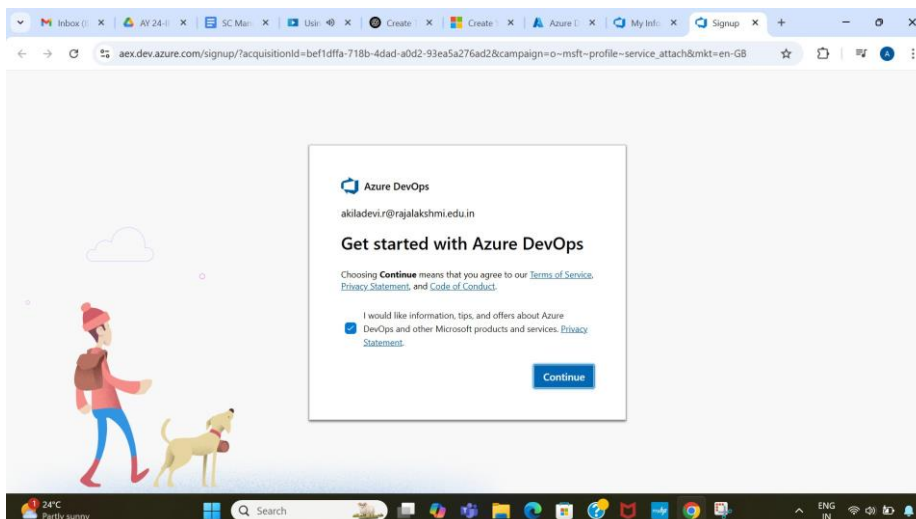 Inbox (
AY 24-
SC Man
Usin
Create
Create
Azure D
My Info
Signup
aex.dev.azure.com/signup/?acquisitionId=bef1dffa-718b-4dad-a0d2-93ea5a276ad2&campaign=o~msft~profile~service_attach&mkt=en-GB
A
Azure DevOps
akiladevi.r@rajalakshmi.edu.in
Get started with Azure DevOps
Choosing Continue means that you agree to our Terms of Service,
Privacy Statement, and Code of Conduct.
I would like information, tips, and offers about Azure
DevOps and other Microsoft products and services. Privacy
Statement.
Continue
1
24°C
Partly sunny
Search
ENG
IN